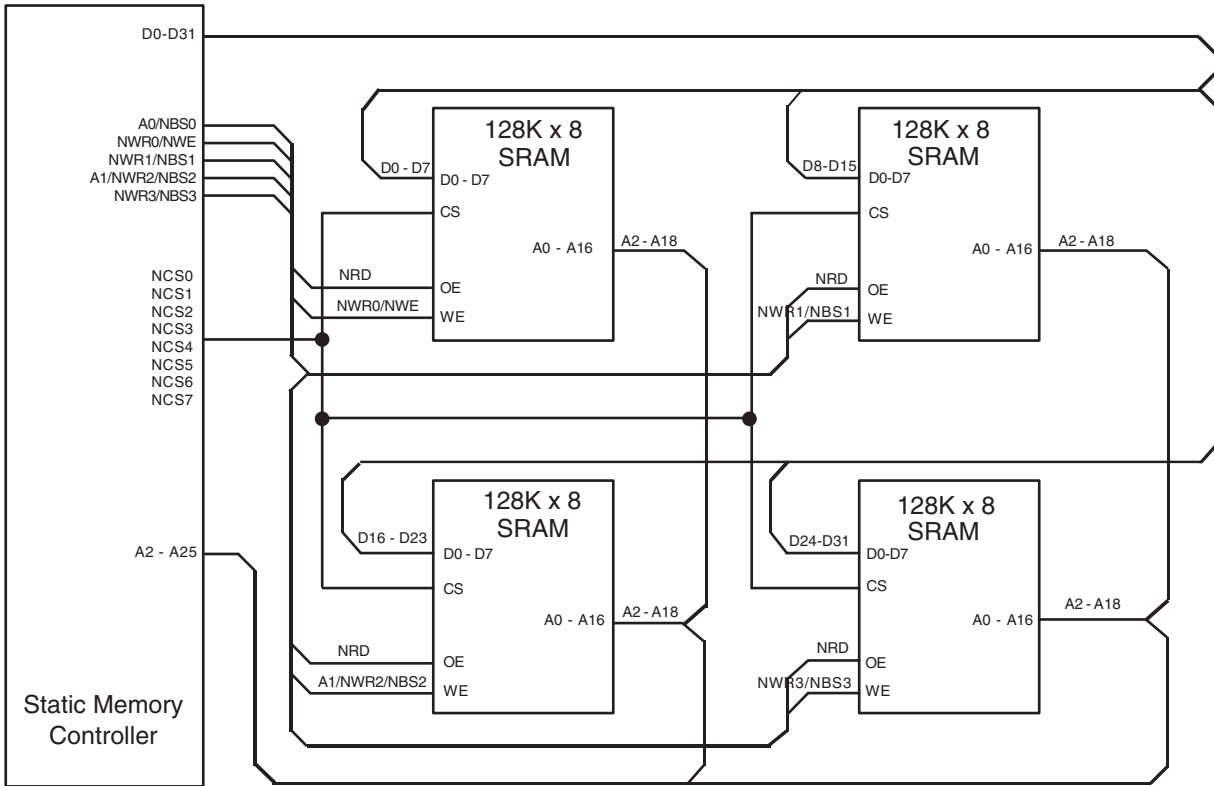 D0-D31
A0/NBS0
NWR0/NWE
NWR1/NBS1
A1/NWR2/NBS2
NWR3/NBS3
NCS0
NCS1
NCS2
NCS3
NCS4
NCS5
NCS6
NCS7
A2 - A25
Static Memory
Controller
128K x 8
SRAM
D0 - D7
D0 - D7
CS
A0 - A16
A2 - A18
NRD
OE
NWR0/NWE
WE
128K x 8
SRAM
D8-D15
D0-D7
CS
A0 - A16
A2 - A18
NRD
OE
NWR1/NBS1
WE
128K x 8
SRAM
D16 - D23
D0 - D7
CS
A0 - A16
A2 - A18
NRD
OE
A1/NWR2/NBS2
WE
128K x 8
SRAM
D24-D31
D0-D7
CS
A0 - A16
A2 - A18
NRD
OE
NWR3/NBS3
WE